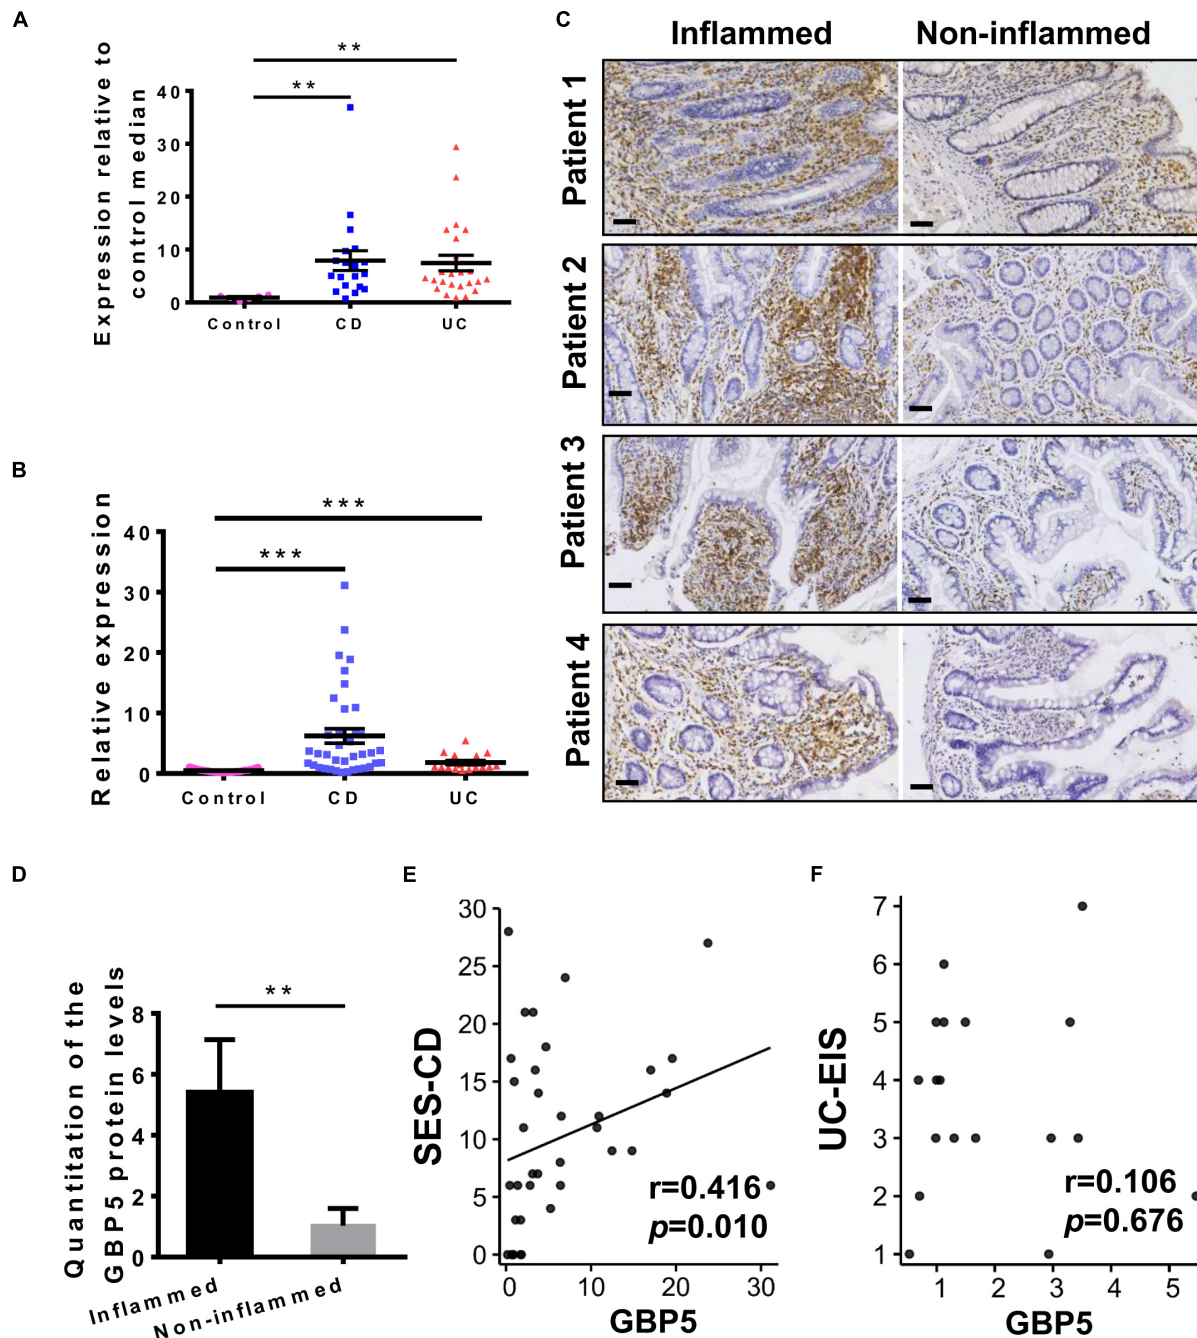 A
Expression relative to
control median
**
**
40
30
20
10
0
Control
CD
UC
B
Relative expression
***
***
40
30
20
10
0
Control
CD
UC
C
Inflammed
Non-inflammed
Patient 1
Patient 2
Patient 3
Patient 4
D
Quantitation of the
GBP5 protein levels
**
8
6
4
2
0
Inflammed
Non-inflammed
E
SES-CD
30
25
20
15
10
5
0
r=0.416
p=0.010
0
10
20
30
GBP5
F
UC-EIS
7
6
5
4
3
2
1
r=0.106
p=0.676
1
2
3
4
5
GBP5